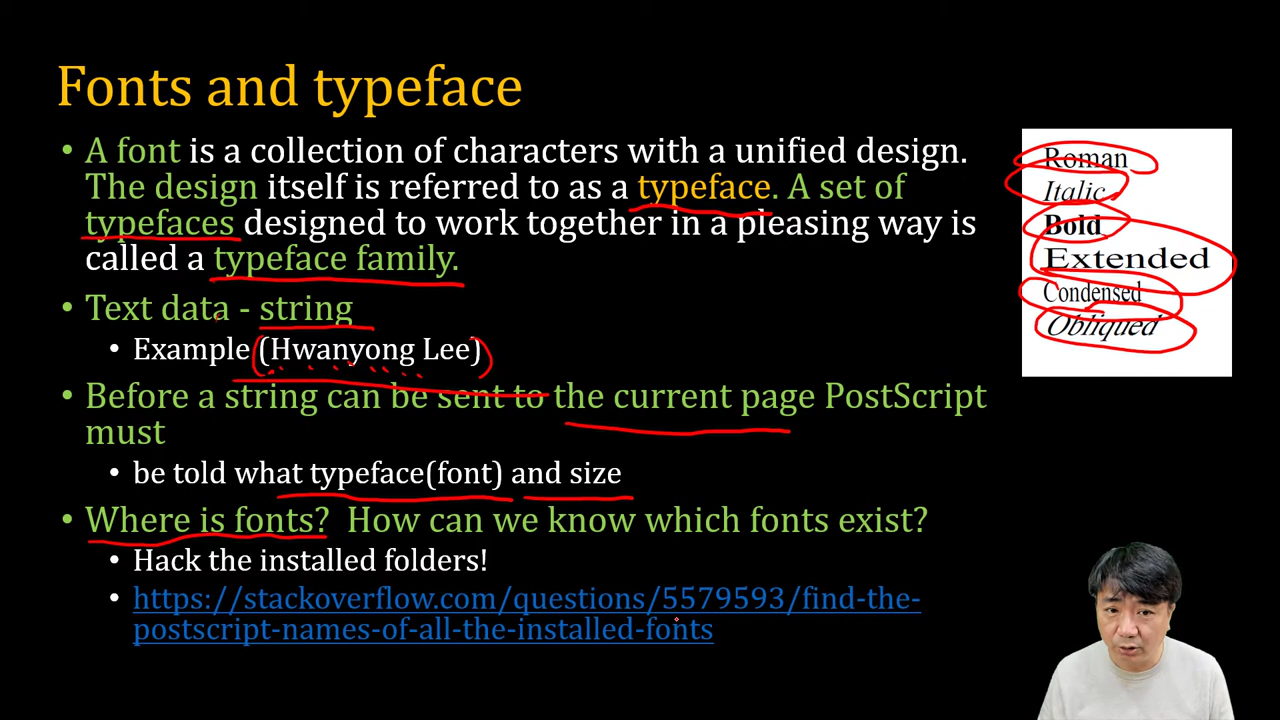 Fonts and typeface
• A font is a collection of characters with a unified design.
The design itself is referred to as a typeface. A set of
typefaces designed to work together in a pleasing way is
called a typeface family.
• Text data - string
• Example (Hwanyong Lee)
• Before a string can be sent to the current page PostScript
must
• be told what typeface(font) and size
• Where is fonts? How can we know which fonts exist?
• Hack the installed folders!
• https://stackoverflow.com/questions/5579593/find-the-
postscript-names-of-all-the-installed-fonts
Roman
Italic
Bold
Extended
Condensed
Obliqued